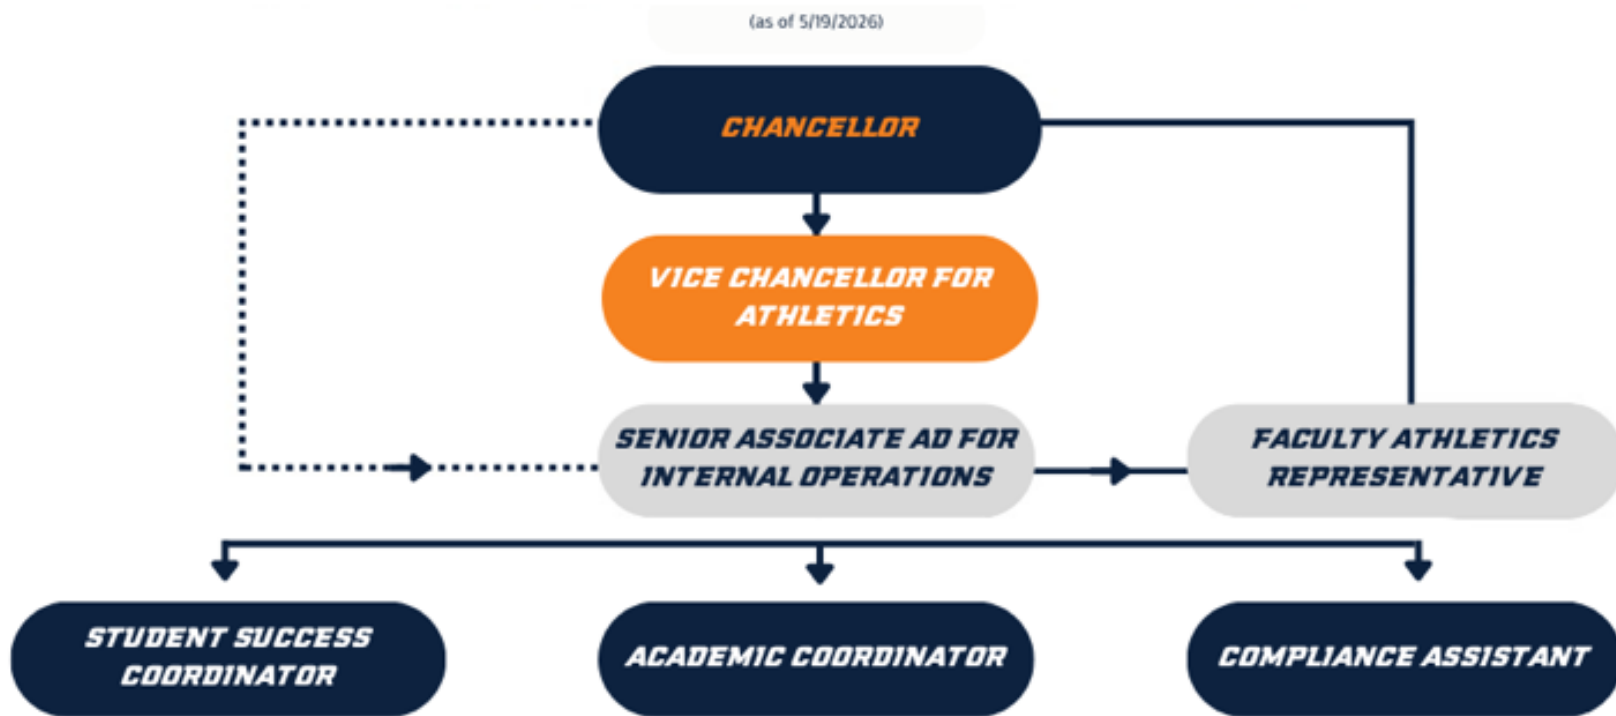 (as of 5/19/2026)
CHANCELLOR
VICE CHANCELLOR FOR
ATHLETICS
SENIOR ASSOCIATE AD FOR
INTERNAL OPERATIONS
FACULTY ATHLETICS
REPRESENTATIVE
STUDENT SUCCESS
COORDINATOR
ACADEMIC COORDINATOR
COMPLIANCE ASSISTANT